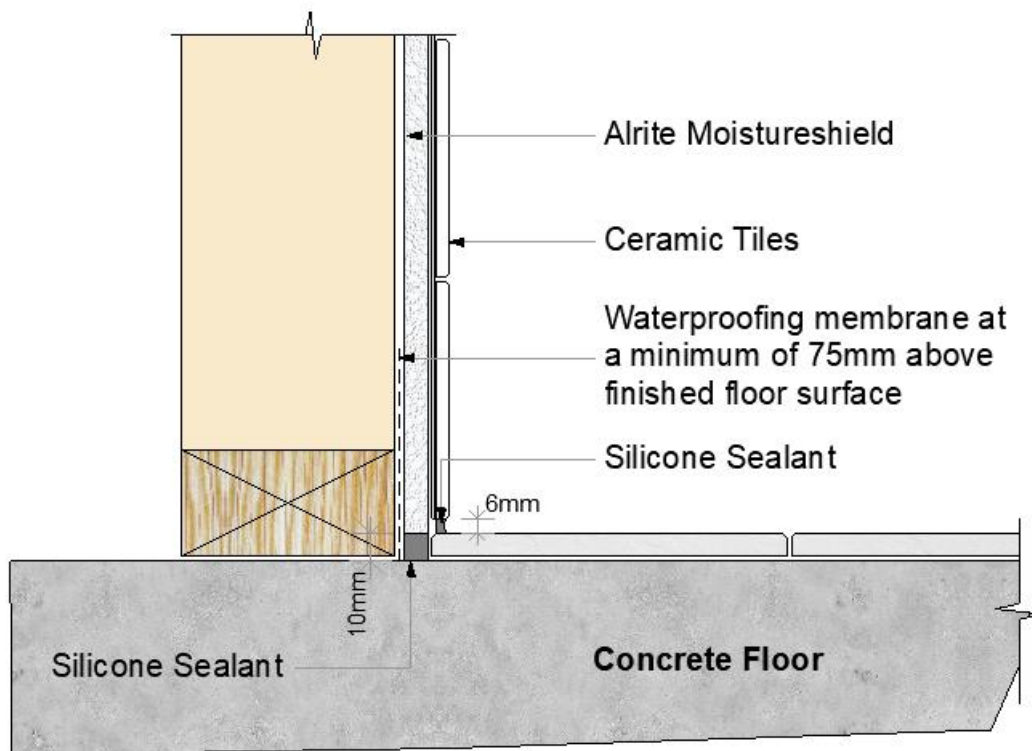 Alrite Moistureshield
Ceramic Tiles
Waterproofing membrane at
a minimum of 75mm above
finished floor surface
Silicone Sealant
6mm
10mm
Silicone Sealant
Concrete Floor